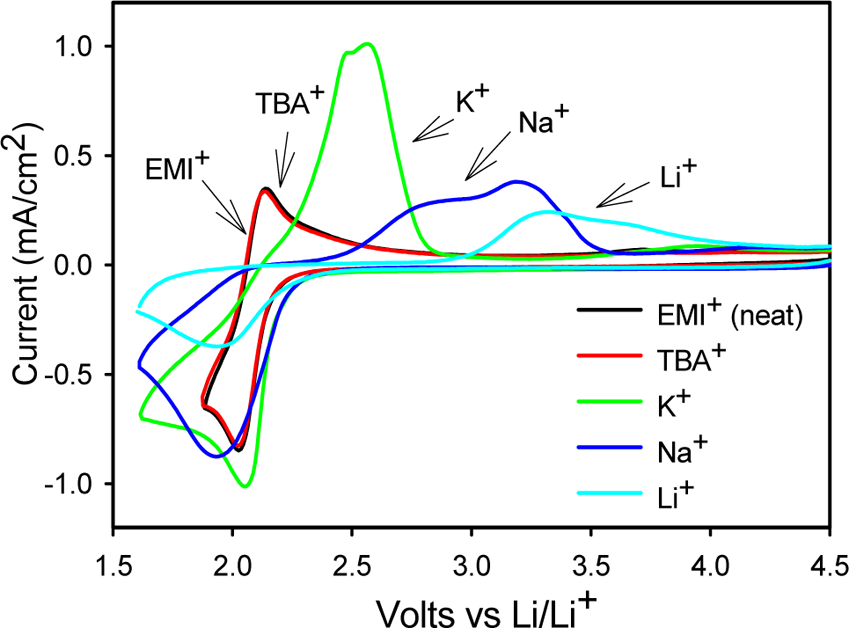 1.0
TBA+
K+
Na+
0.5
EMI+
Li+
0.0
Current (mA/cm2)
EMI+ (neat)
TBA+
-0.5
K+
Na+
-1.0
Li+
1.5 2.0 2.5 3.0 3.5 4.0 4.5
Volts vs Li/Li+